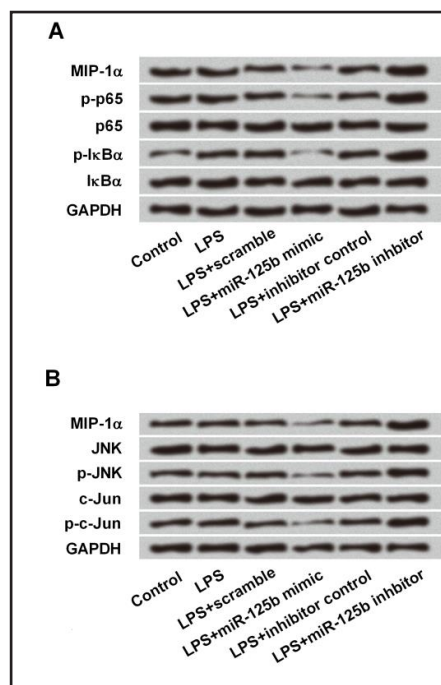 A
MIP-1α
p-p65
p65
p-IκBα
IκBα
GAPDH
Control
LPS
LPS+scramble
LPS+miR-125b mimic
LPS+inhibitor control
LPS+miR-125b inhibitor
B
MIP-1α
JNK
p-JNK
c-Jun
p-c-Jun
GAPDH
Control
LPS
LPS+scramble
LPS+miR-125b mimic
LPS+inhibitor control
LPS+miR-125b inhbitor